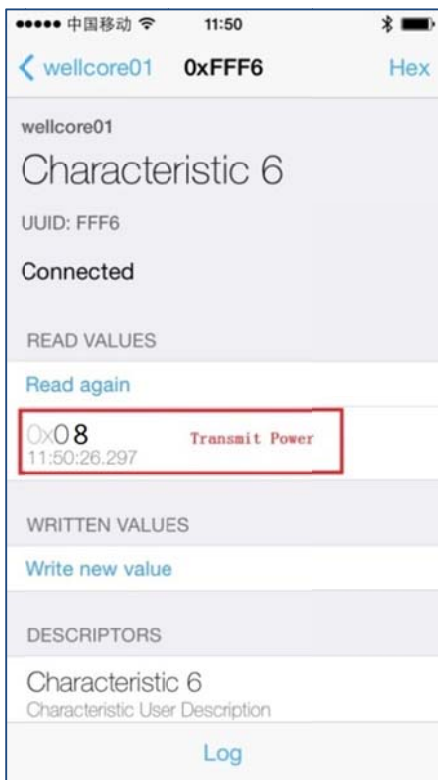 中国移动 11:50
wellcore01 0xFFF6 Hex
wellcore01
Characteristic 6
UUID: FFF6
Connected
READ VALUES
Read again
0x08 Transmit Power
11:50:26.297
WRITTEN VALUES
Write new value
DESCRIPTORS
Characteristic 6
Characteristic User Description
Log